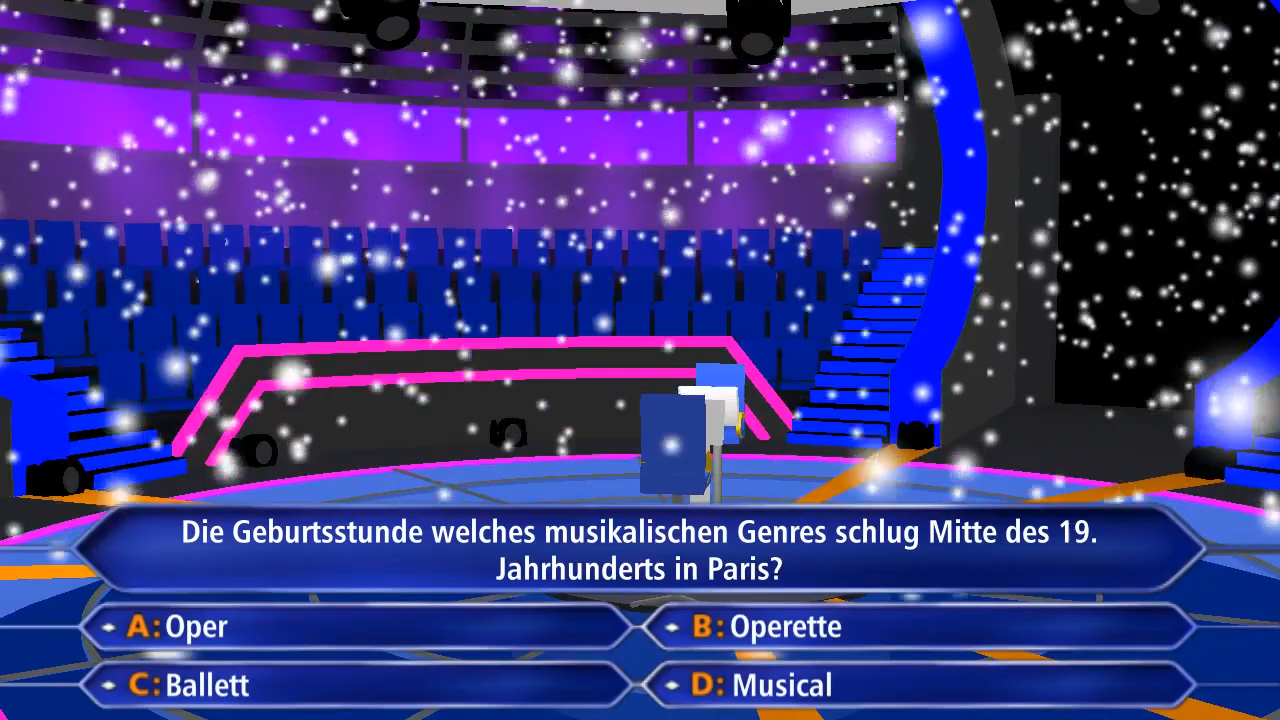 Die Geburtsstunde welches musikalischen Genres schlug Mitte des 19.
Jahrhunderts in Paris?
A: Oper
B: Operette
C: Ballett
D: Musical